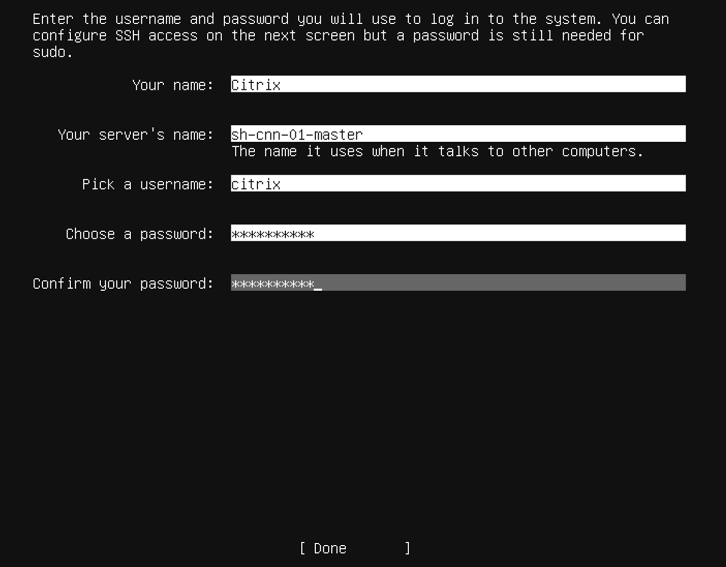 Enter the username and password you will use to log in to the system. You can
configure SSH access on the next screen but a password is still needed for
sudo.
Your name: Citrix
Your server's name: sh-cnn-01-master
The name it uses when it talks to other computers.
Pick a username: citrix
Choose a password: **********
Confirm your password: **********_
[ Done ]